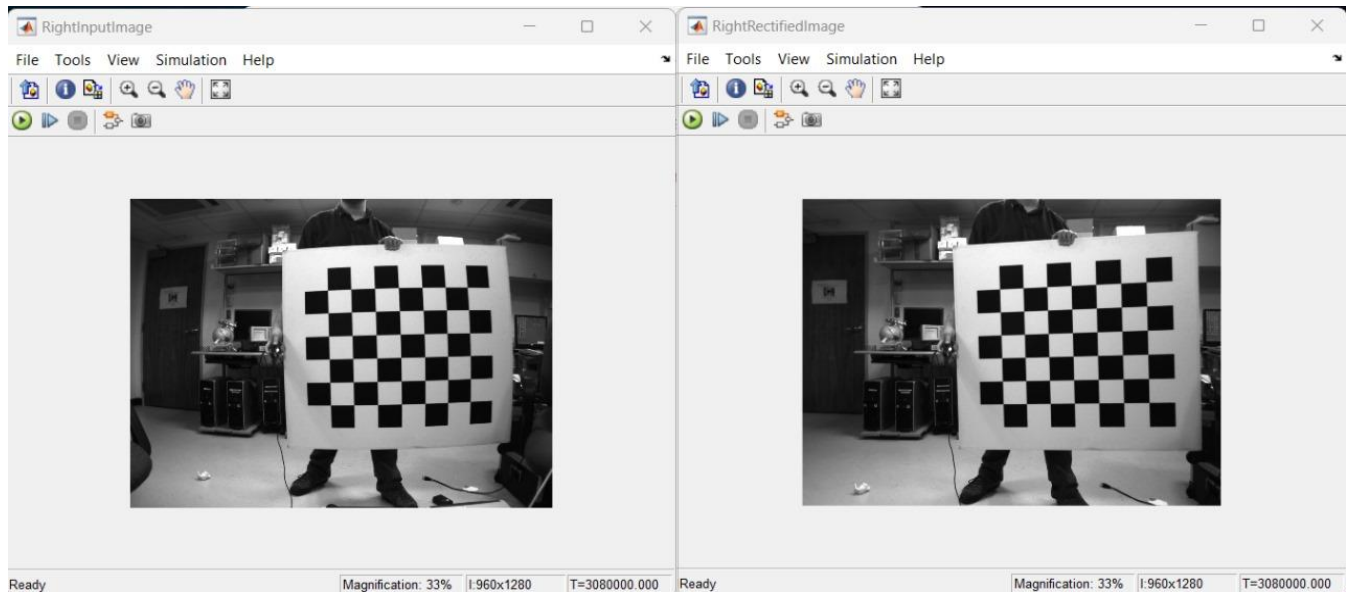 RightInputImage
File Tools View Simulation Help
Ready
Magnification: 33%
I:960x1280
T=3080000.000
RightRectifiedImage
File Tools View Simulation Help
Ready
Magnification: 33%
I:960x1280
T=3080000.000